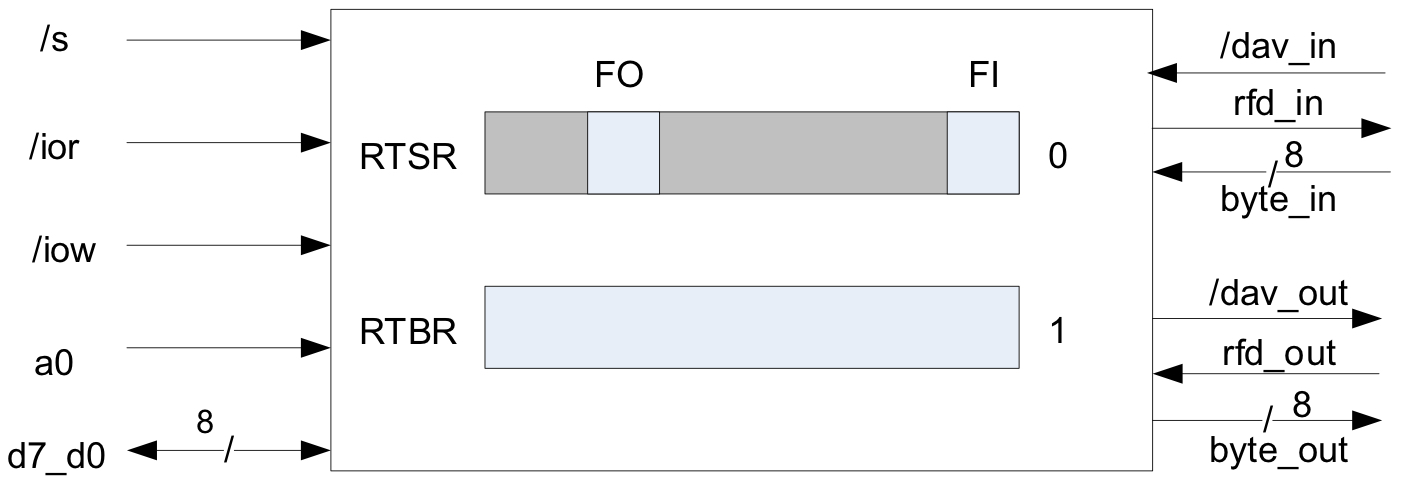 /s
/ior
/iow
a0
8
/
d7_d0
FO
FI
RTSR
0
RTBR
1
/dav_in
rfd_in
/ 8
byte_in
/dav_out
rfd_out
/ 8
byte_out